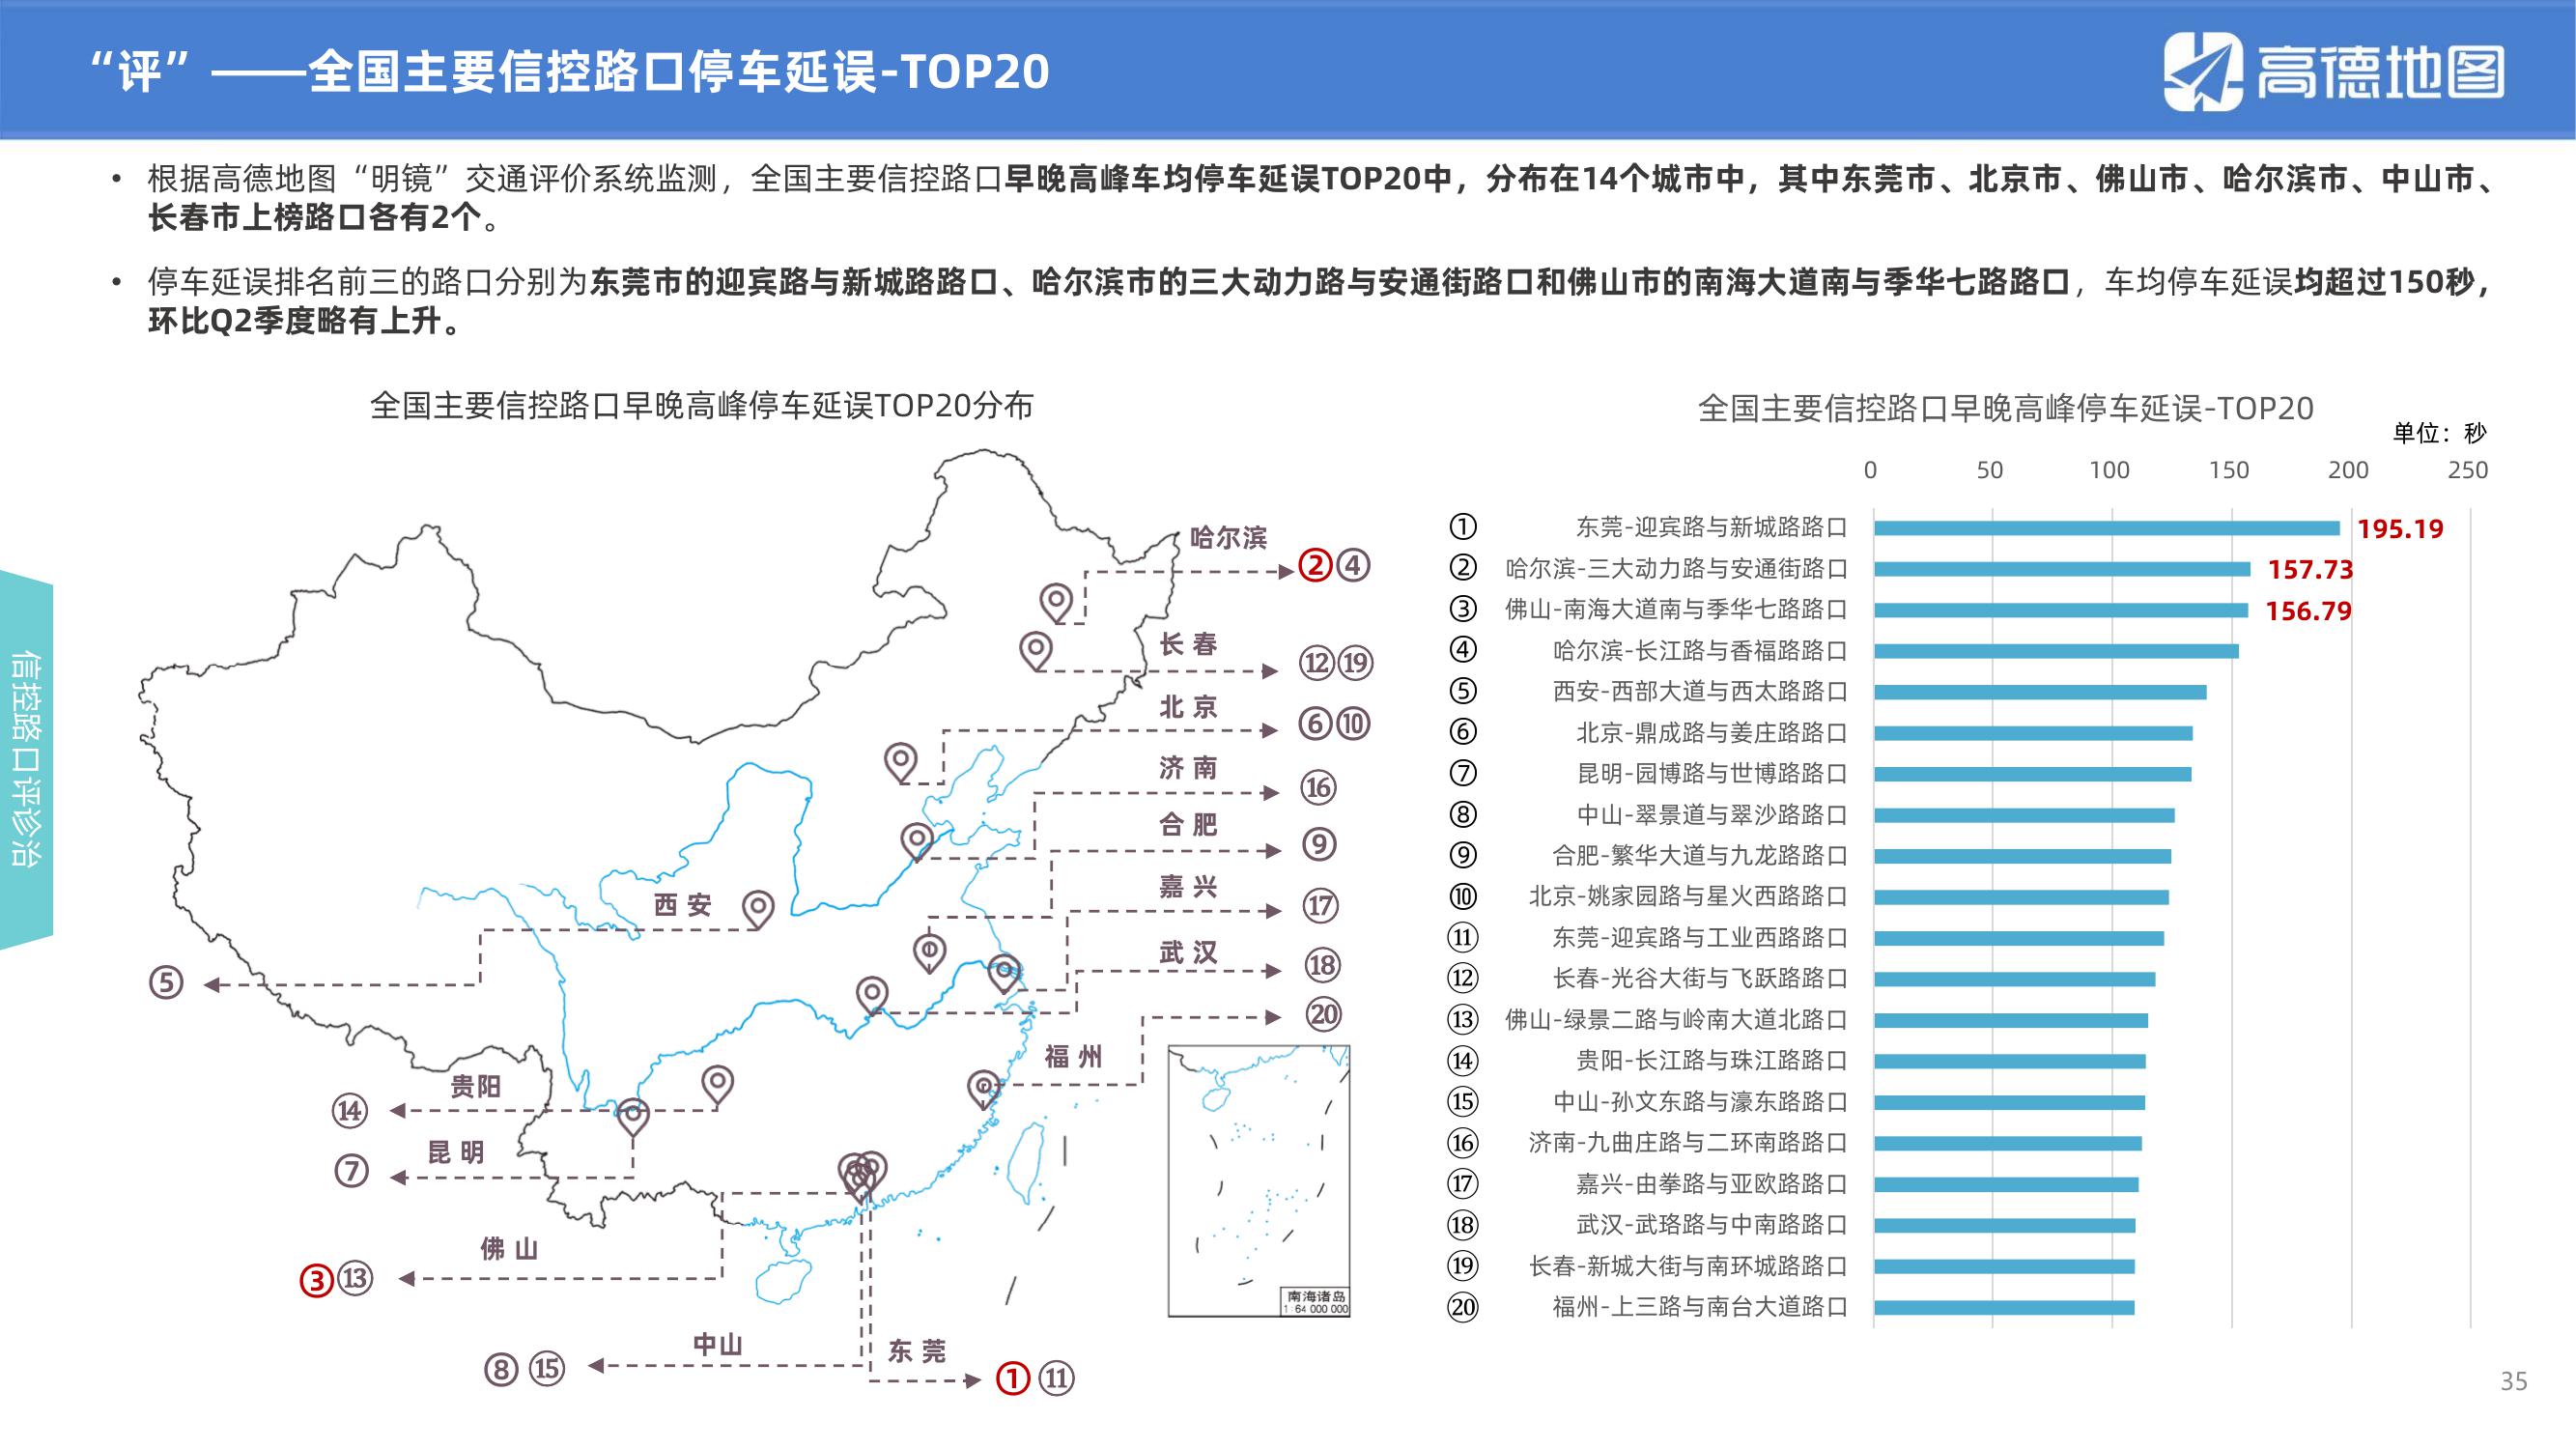 “评”——全国主要信控路口停车延误-TOP20
高德地图
• 根据高德地图“明镜”交通评价系统监测，全国主要信控路口早晚高峰车均停车延误TOP20中，分布在14个城市中，其中东莞市、北京市、佛山市、哈尔滨市、中山市、
长春市上榜路口各有2个。
• 停车延误排名前三的路口分别为东莞市的迎宾路与新城路路口、哈尔滨市的三大动力路与安通街路口和佛山市的南海大道南与季华七路路口，车均停车延误均超过150秒，
环比Q2季度略有上升。
信控路口评诊治
全国主要信控路口早晚高峰停车延误TOP20分布
哈尔滨
②④
长春
⑫⑲
北京
⑥⑩
济南
⑯
合肥
⑨
嘉兴
⑰
西安
武汉
⑱
⑤
⑳
福州
贵阳
⑭
昆明
⑦
佛山
③⑬
南海诸岛
1:64 000 000
中山
⑧⑮
东莞
①⑪
全国主要信控路口早晚高峰停车延误-TOP20
单位：秒
0 50 100 150 200 250
① 东莞-迎宾路与新城路路口 195.19
② 哈尔滨-三大动力路与安通街路口 157.73
③ 佛山-南海大道南与季华七路路口 156.79
④ 哈尔滨-长江路与香福路路口
⑤ 西安-西部大道与西太路路口
⑥ 北京-鼎成路与姜庄路路口
⑦ 昆明-园博路与世博路路口
⑧ 中山-翠景道与翠沙路路口
⑨ 合肥-繁华大道与九龙路路口
⑩ 北京-姚家园路与星火西路路口
⑪ 东莞-迎宾路与工业西路路口
⑫ 长春-光谷大街与飞跃路路口
⑬ 佛山-绿景二路与岭南大道北路口
⑭ 贵阳-长江路与珠江路路口
⑮ 中山-孙文东路与濠东路路口
⑯ 济南-九曲庄路与二环南路路口
⑰ 嘉兴-由拳路与亚欧路路口
⑱ 武汉-武珞路与中南路路口
⑲ 长春-新城大街与南环城路路口
⑳ 福州-上三路与南台大道路口
35